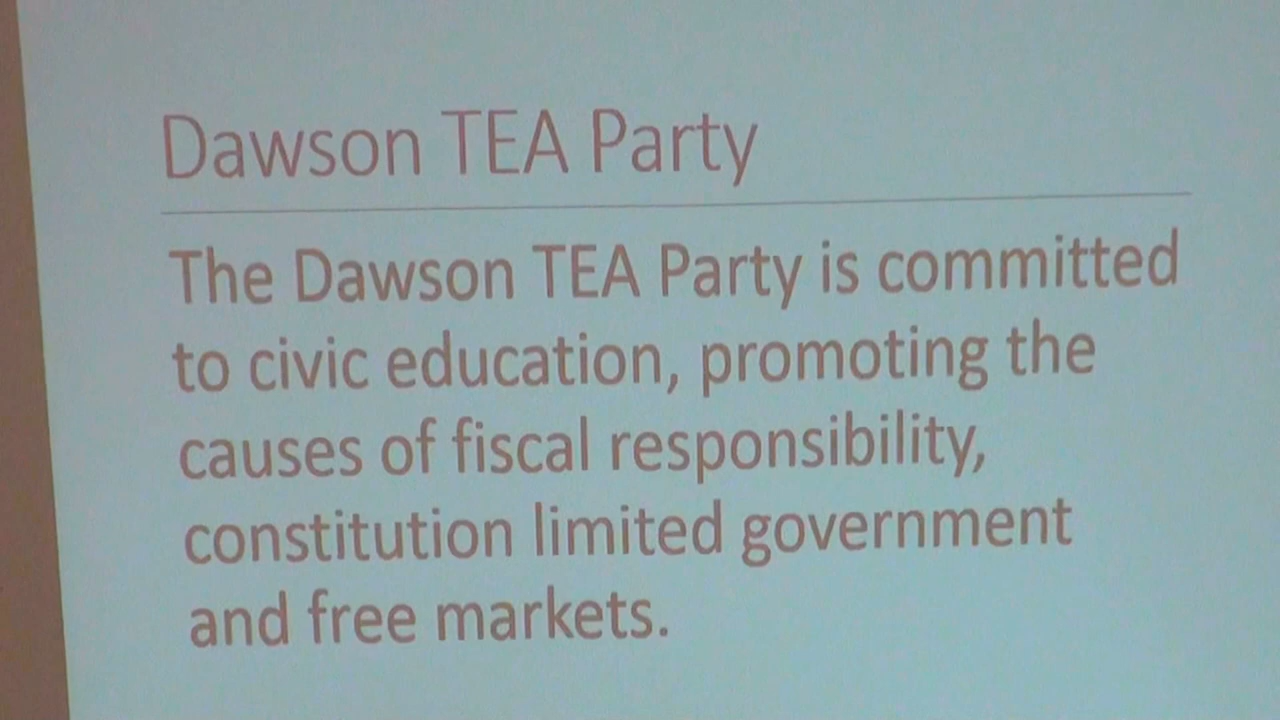 Dawson TEA Party
The Dawson TEA Party is committed
to civic education, promoting the
causes of fiscal responsibility,
constitution limited government
and free markets.